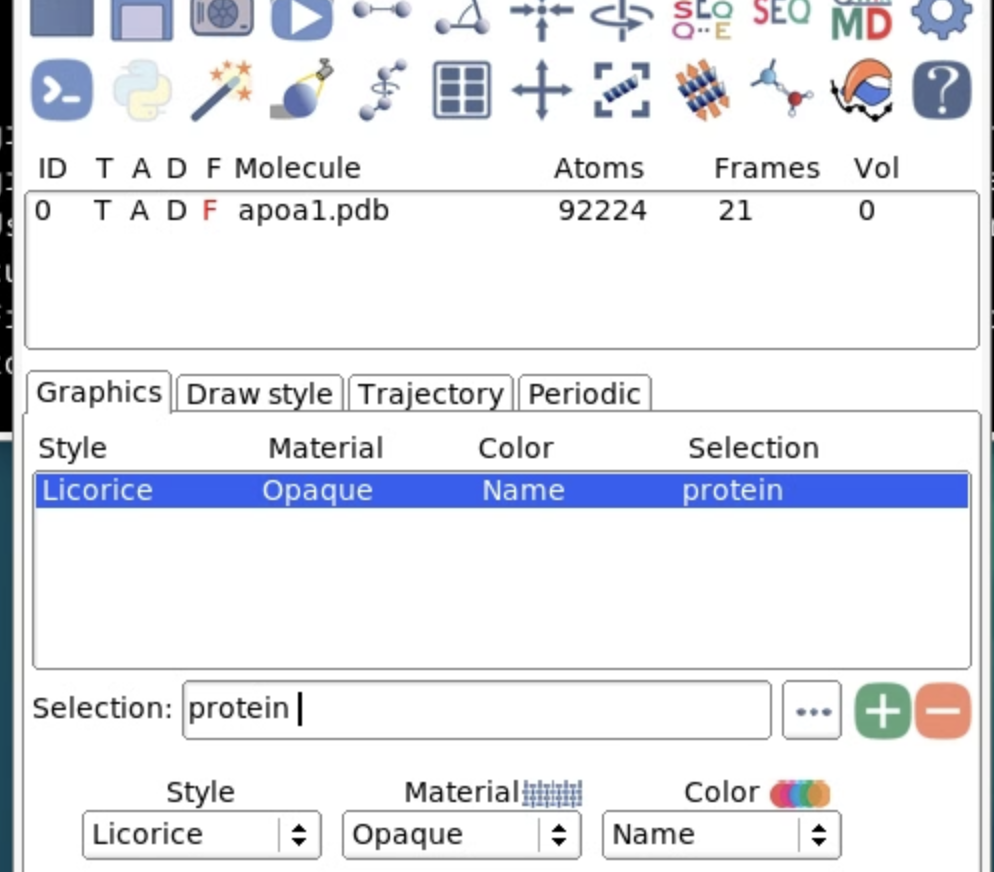 SEQ
Q--E
SEQ
MD
>_
?
ID T A D F Molecule Atoms Frames Vol
0 T A D F apoa1.pdb 92224 21 0
Graphics Draw style Trajectory Periodic
Style Material Color Selection
Licorice Opaque Name protein
Selection: protein ... + −
Style Material Color
Licorice Opaque Name